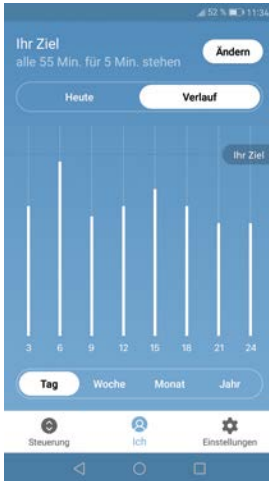 52 % 11:34
Ihr Ziel
alle 55 Min. für 5 Min. stehen
Ändern
Heute Verlauf
Ihr Ziel
3 6 9 12 15 18 21 24
Tag Woche Monat Jahr
Steuerung Ich Einstellungen